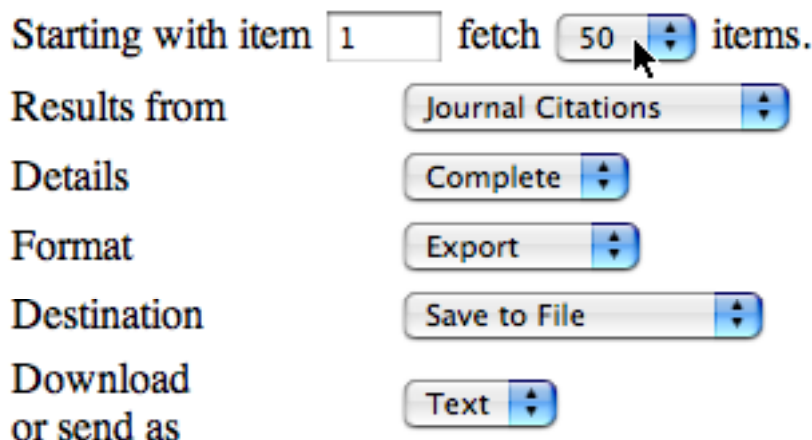 Starting with item 1 fetch 50 items.
Results from Journal Citations
Details Complete
Format Export
Destination Save to File
Download
or send as Text